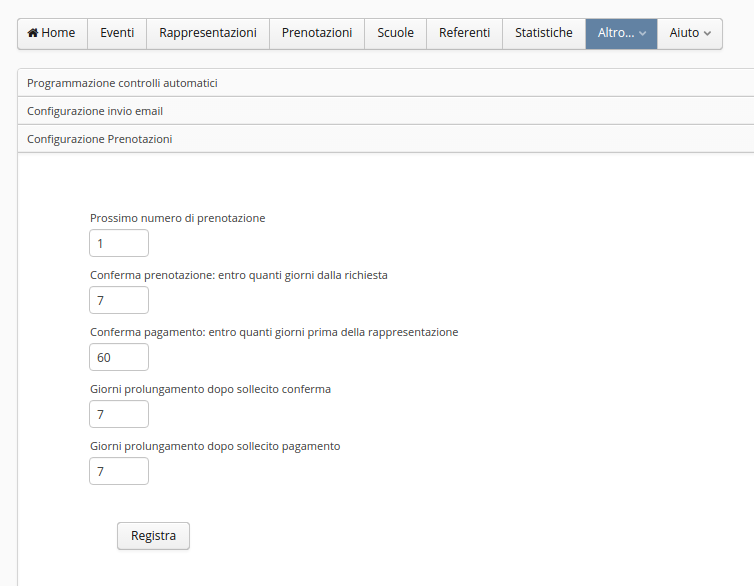 Home Eventi Rappresentazioni Prenotazioni Scuole Referenti Statistiche Altro... Aiuto
Programmazione controlli automatici
Configurazione invio email
Configurazione Prenotazioni
Prossimo numero di prenotazione
1
Conferma prenotazione: entro quanti giorni dalla richiesta
7
Conferma pagamento: entro quanti giorni prima della rappresentazione
60
Giorni prolungamento dopo sollecito conferma
7
Giorni prolungamento dopo sollecito pagamento
7
Registra